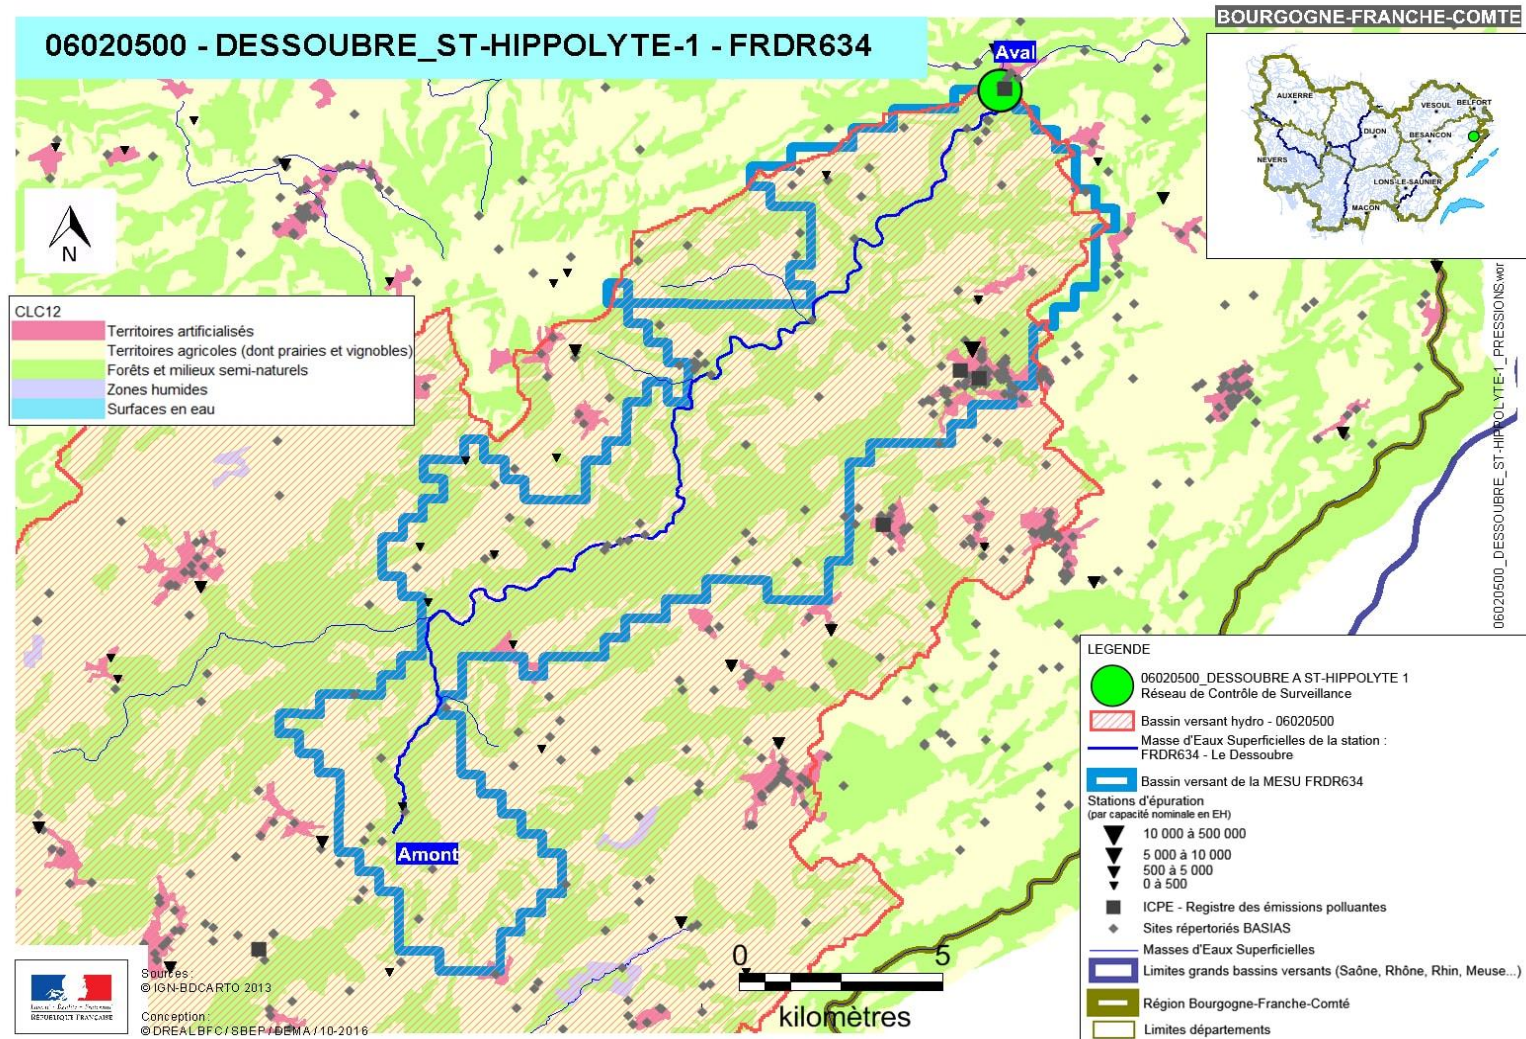 BOURGOGNE-FRANCHE-COMTE
06020500 - DESSOUBRE_ST-HIPPOLYTE-1 - FRDR634
Aval
AUXERRE
VESOUL
BELFORT
DIJON
BESANCON
NEVERS
LONS-LE-SAUNIER
MACON
N
CLC12
Territoires artificialisés
Territoires agricoles (dont prairies et vignobles)
Forêts et milieux semi-naturels
Zones humides
Surfaces en eau
06020500_DESSOUBRE_ST-HIPPOLYTE-1_PRESSIONS.wor
Amont
LEGENDE
06020500_DESSOUBRE A ST-HIPPOLYTE 1
Réseau de Contrôle de Surveillance
Bassin versant hydro - 06020500
Masse d'Eaux Superficielles de la station :
FRDR634 - Le Dessoubre
Bassin versant de la MESU FRDR634
Stations d'épuration
(par capacité nominale en EH)
10 000 à 500 000
5 000 à 10 000
500 à 5 000
0 à 500
ICPE - Registre des émissions polluantes
Sites répertoriés BASIAS
Masses d'Eaux Superficielles
Limites grands bassins versants (Saône, Rhône, Rhin, Meuse...)
Région Bourgogne-Franche-Comté
Limites départements
0 5
kilomètres
Liberté • Égalité • Fraternité
RÉPUBLIQUE FRANÇAISE
Sources :
© IGN-BDCARTO 2013
Conception :
© DREALBFC / SBEP / DEMA / 10-2016